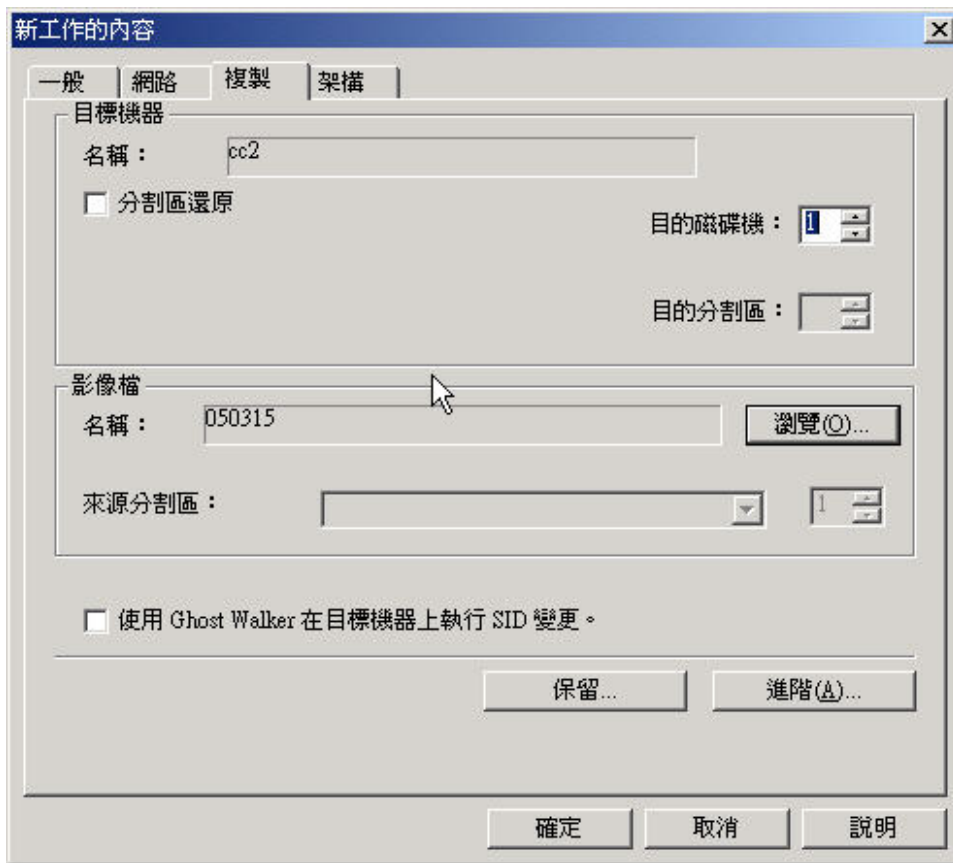 新工作的內容
一般 網路 複製 架構
目標機器
名稱： cc2
分割區還原
目的磁碟機： 1
目的分割區：
影像檔
名稱： 050315 瀏覽(O)...
來源分割區： 1
使用 Ghost Walker 在目標機器上執行 SID 變更。
保留... 進階(A)...
確定 取消 說明